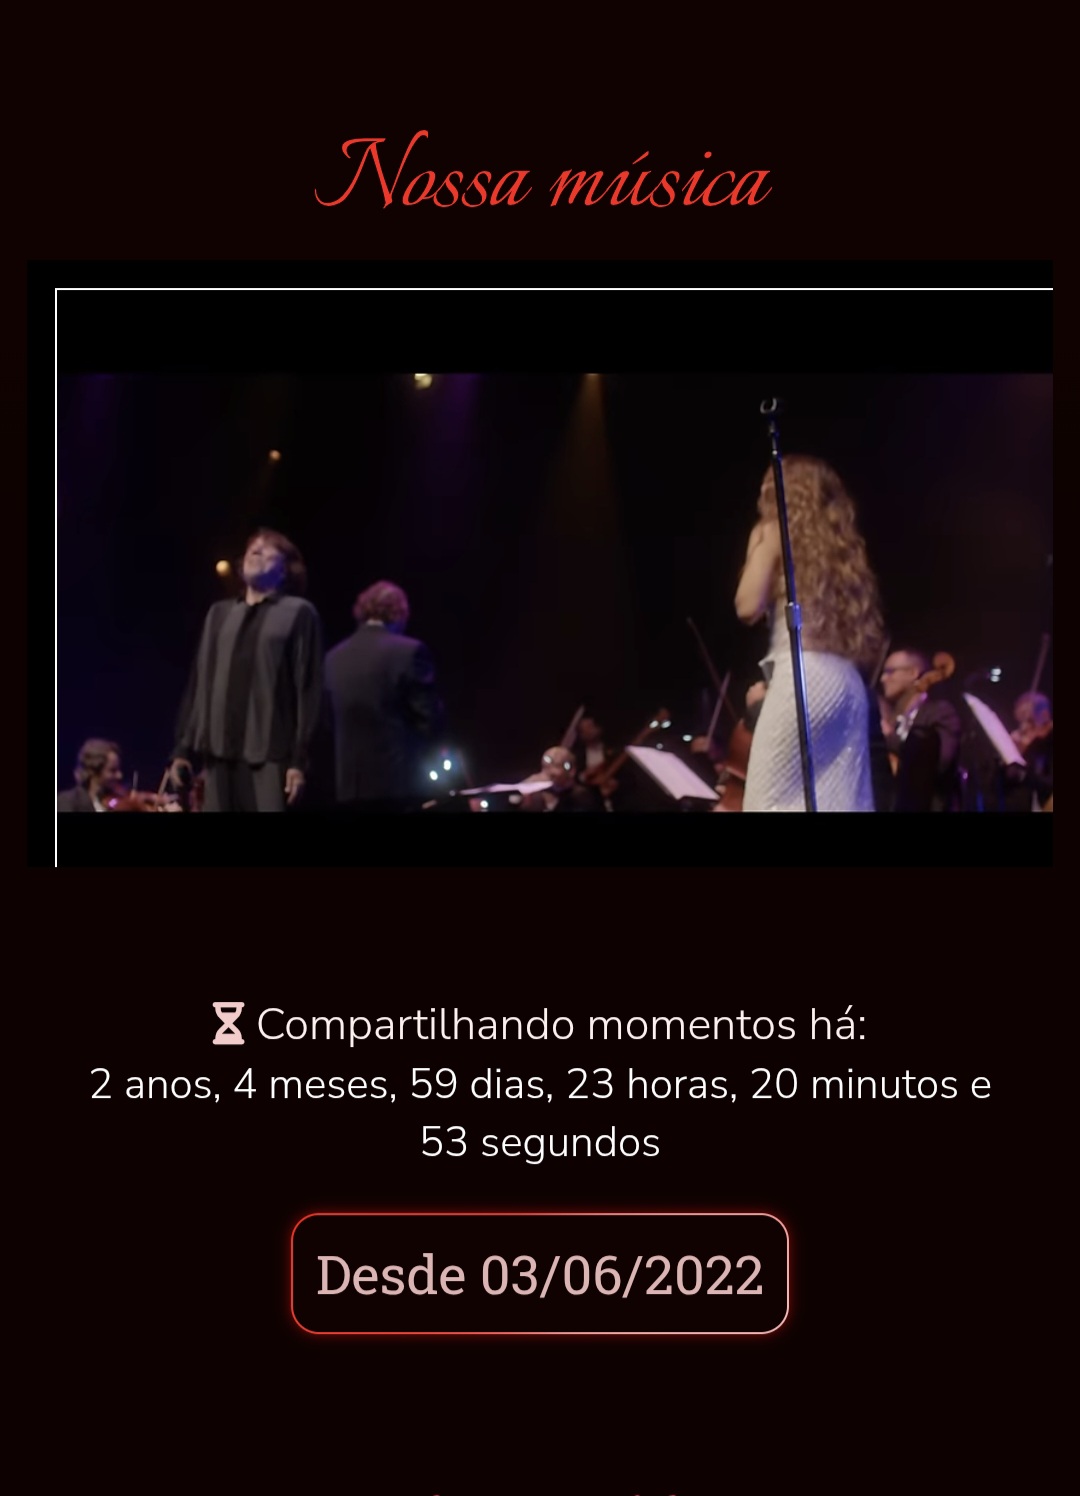 Nossa música
Compartilhando momentos há:
2 anos, 4 meses, 59 dias, 23 horas, 20 minutos e
53 segundos
Desde 03/06/2022